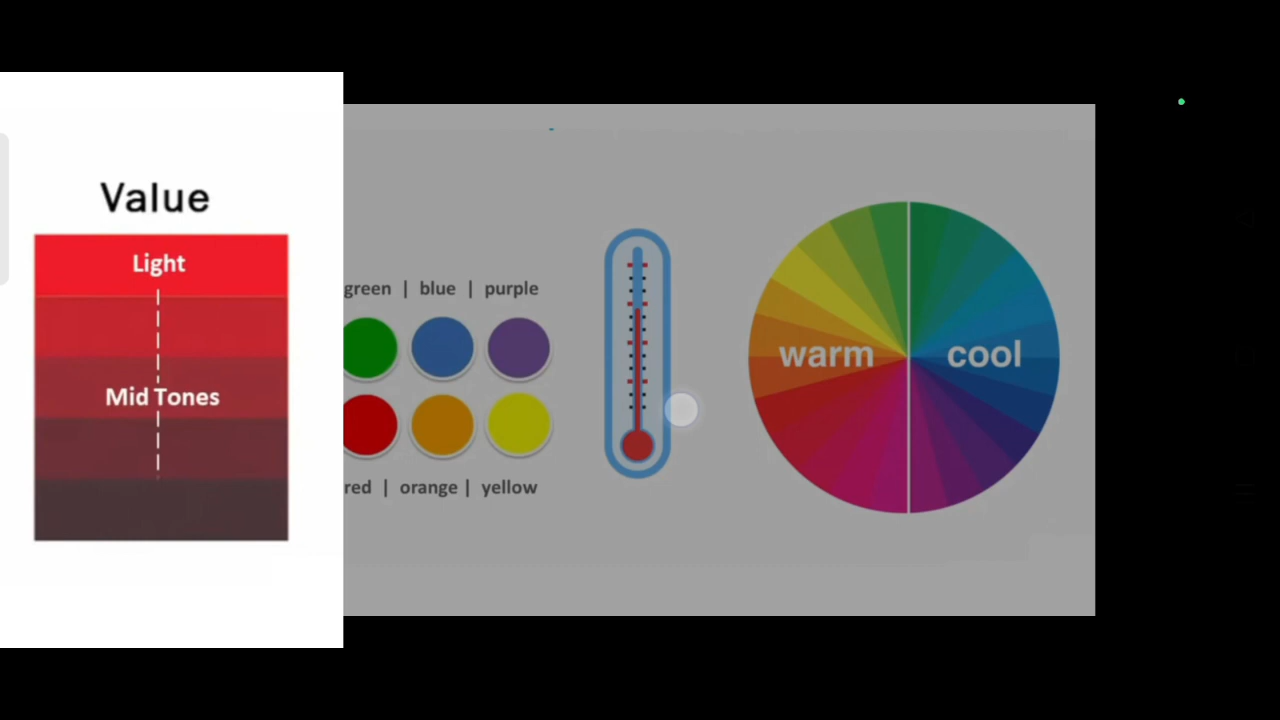 Value
Light
Mid Tones
green | blue | purple
red | orange | yellow
warm cool